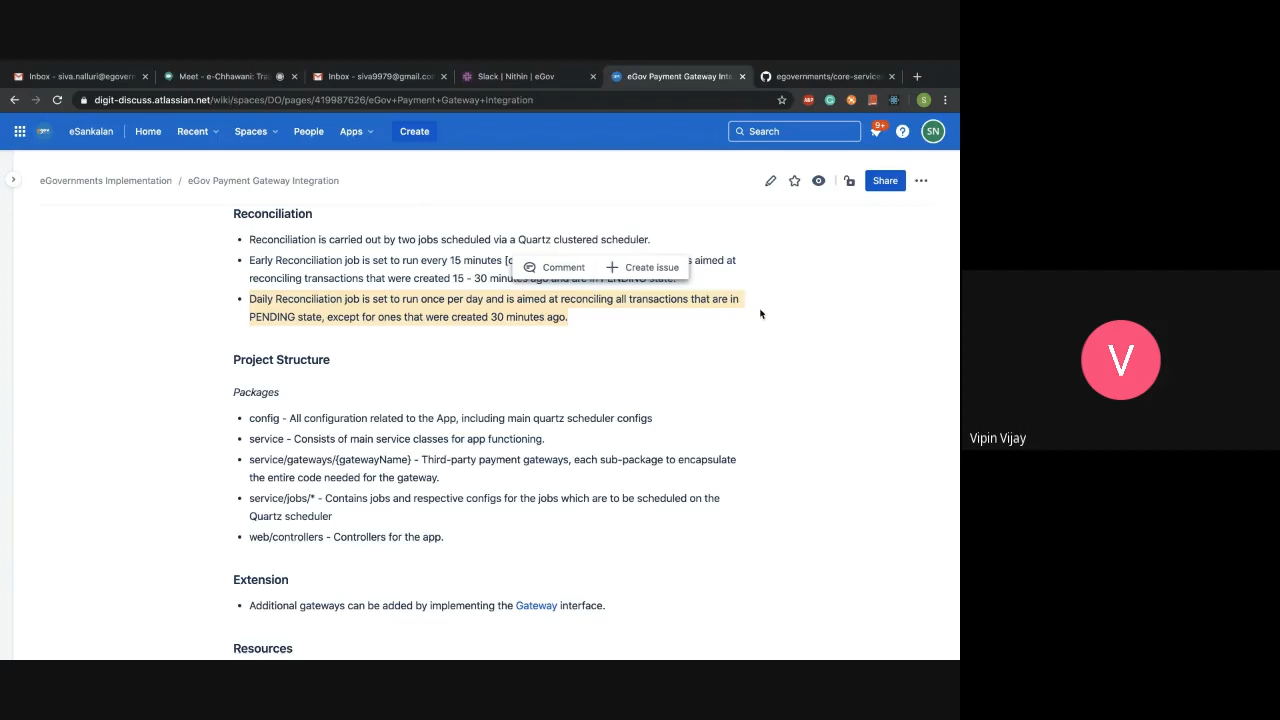 Inbox - siva.nalluri@egovern
Meet - e-Chhawani: Tra
Inbox - siva9979@gmail.co
Slack | Nithin | eGov
eGov Payment Gateway Inte
egovernments/core-service
digit-discuss.atlassian.net/wiki/spaces/DO/pages/419987626/eGov+Payment+Gateway+Integration
ABP
S
eSankalan
Home
Recent
Spaces
People
Apps
Create
Search
9+
SN
eGovernments Implementation / eGov Payment Gateway Integration
Share
Reconciliation
• Reconciliation is carried out by two jobs scheduled via a Quartz clustered scheduler.
• Early Reconciliation job is set to run every 15 minutes [c s aimed at
Comment
Create issue
reconciling transactions that were created 15 - 30 minutes ago and are in PENDING state.
• Daily Reconciliation job is set to run once per day and is aimed at reconciling all transactions that are in
PENDING state, except for ones that were created 30 minutes ago.
Project Structure
Packages
• config - All configuration related to the App, including main quartz scheduler configs
• service - Consists of main service classes for app functioning.
• service/gateways/{gatewayName} - Third-party payment gateways, each sub-package to encapsulate
the entire code needed for the gateway.
• service/jobs/* - Contains jobs and respective configs for the jobs which are to be scheduled on the
Quartz scheduler
• web/controllers - Controllers for the app.
Extension
• Additional gateways can be added by implementing the Gateway interface.
Resources
V
Vipin Vijay